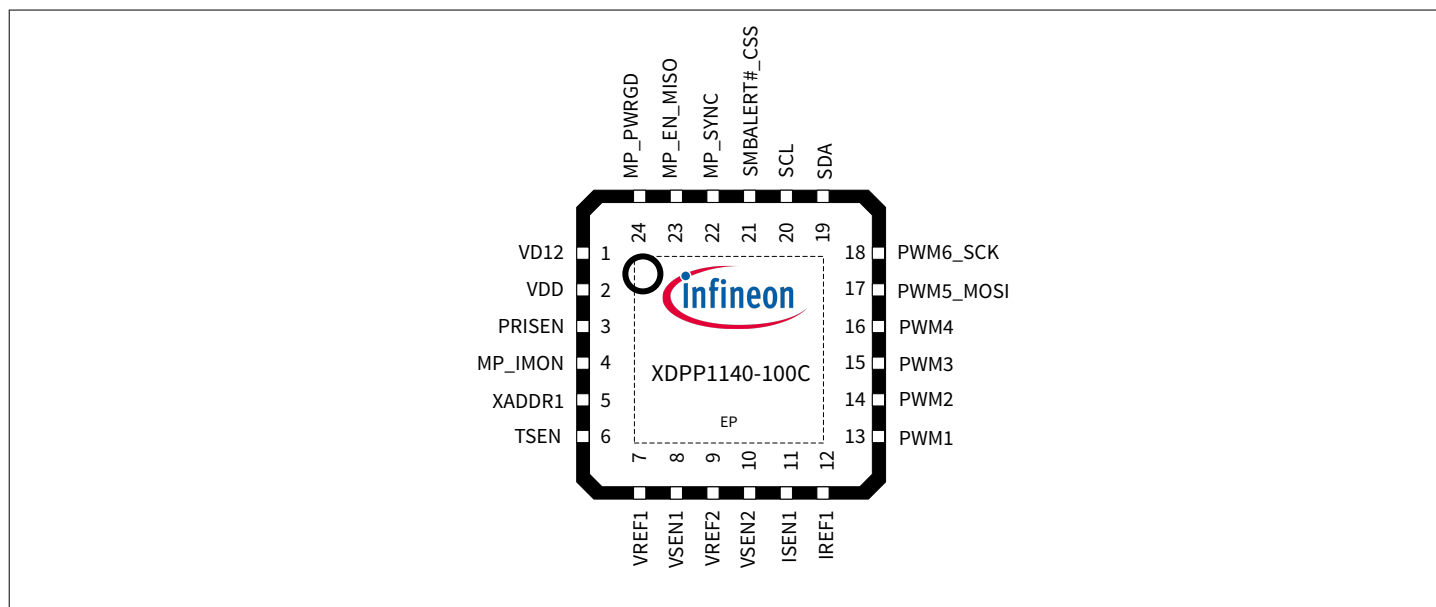 MP_PWRGD
MP_EN_MISO
MP_SYNC
SMBALERT#_CSS
SCL
SDA
24
23
22
21
20
19
VD12 1
VDD 2
PRISEN 3
MP_IMON 4
XADDR1 5
TSEN 6
infineon
XDPP1140-100C
EP
18 PWM6_SCK
17 PWM5_MOSI
16 PWM4
15 PWM3
14 PWM2
13 PWM1
7
8
9
10
11
12
VREF1
VSEN1
VREF2
VSEN2
ISEN1
IREF1